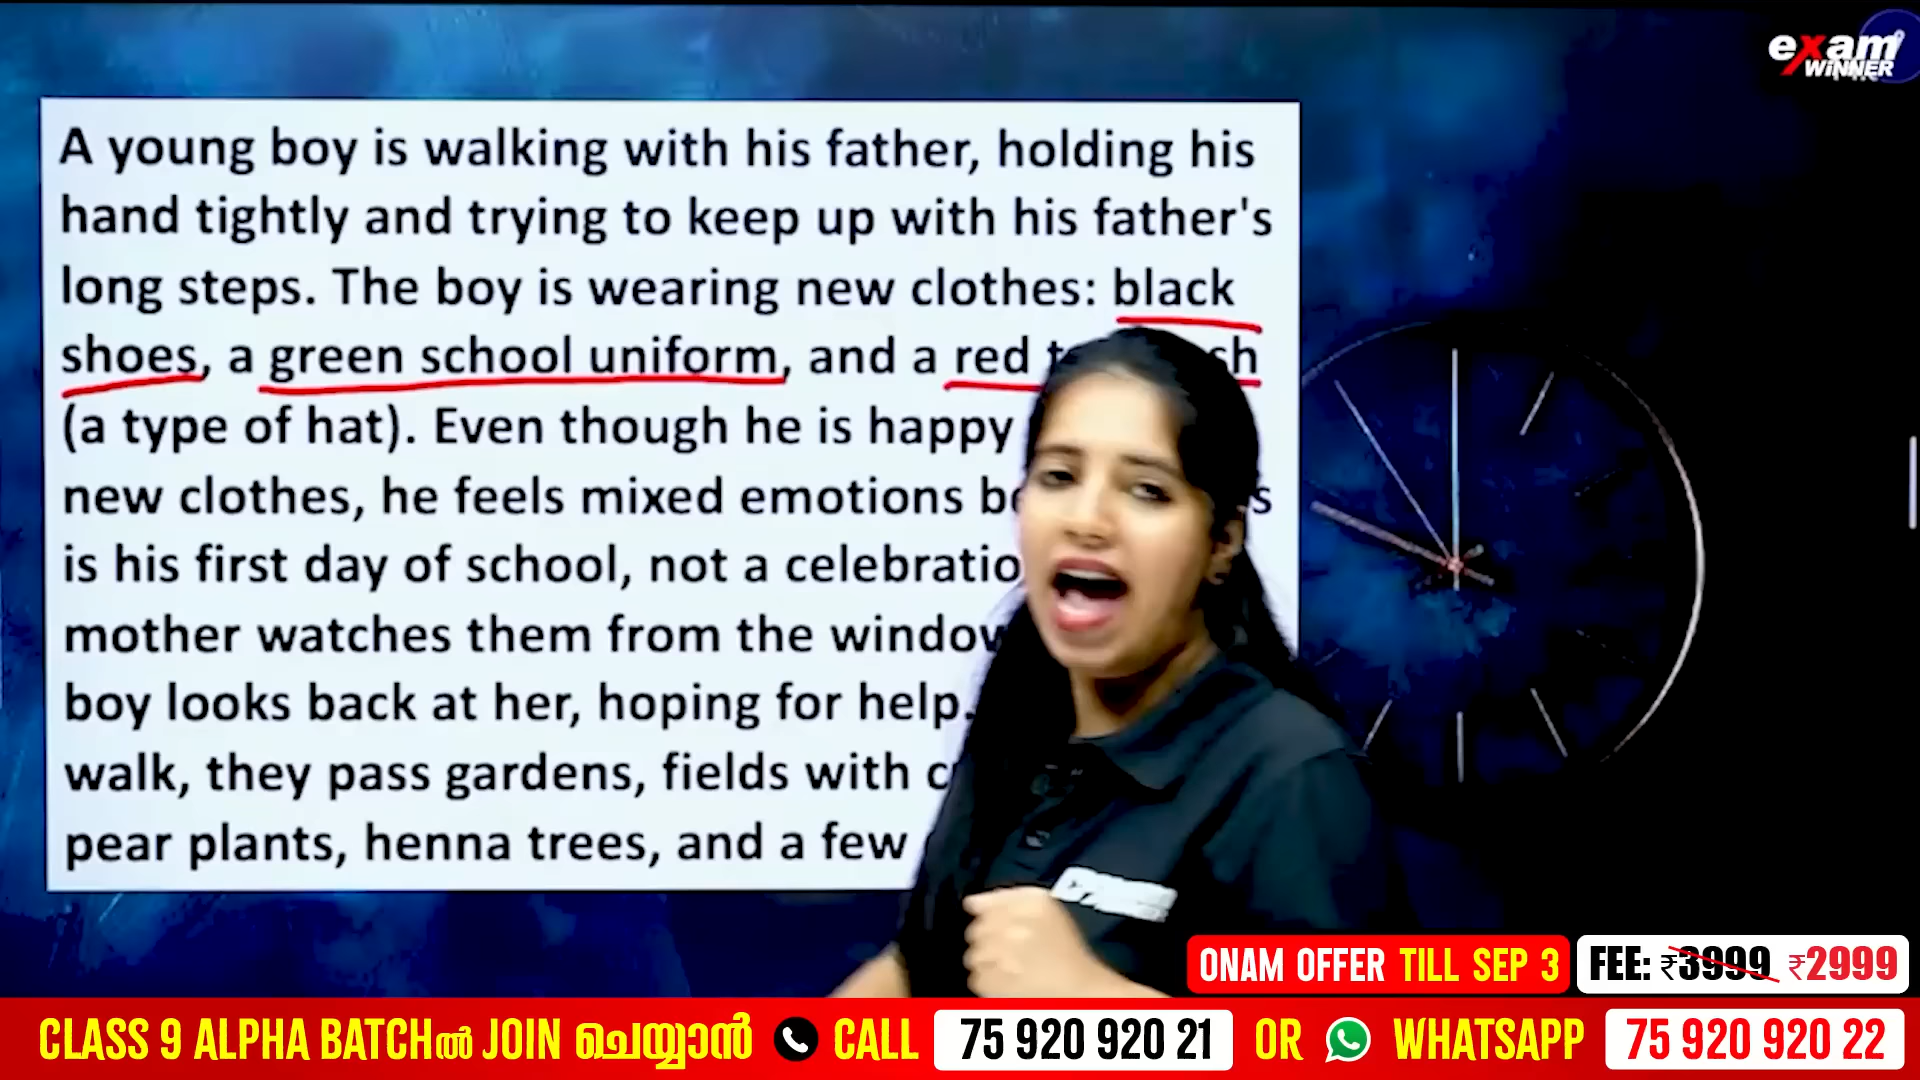 exam
WINNER
A young boy is walking with his father, holding his
hand tightly and trying to keep up with his father's
long steps. The boy is wearing new clothes: black
shoes, a green school uniform, and a red
(a type of hat). Even though he is happy
new clothes, he feels mixed emotions
is his first day of school, not a
mother watches them from the
boy looks back at her, hoping for help.
walk, they pass gardens, fields with
pear plants, henna trees, and a few
ONAM OFFER TILL SEP 3 FEE: ₹3999 ₹2999
CLASS 9 ALPHA BATCHൽ JOIN ചെയ്യാൻ CALL 75 920 920 21 OR WHATSAPP 75 920 920 22